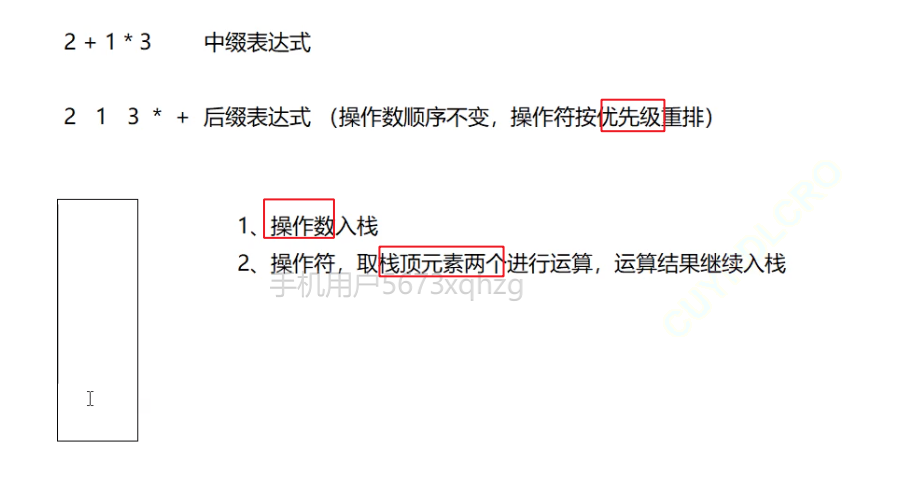 2 + 1 * 3 中缀表达式
2 1 3 * + 后缀表达式 （操作数顺序不变，操作符按优先级重排）
1、操作数入栈
2、操作符，取栈顶元素两个进行运算，运算结果继续入栈
手机用户5673xqhzg